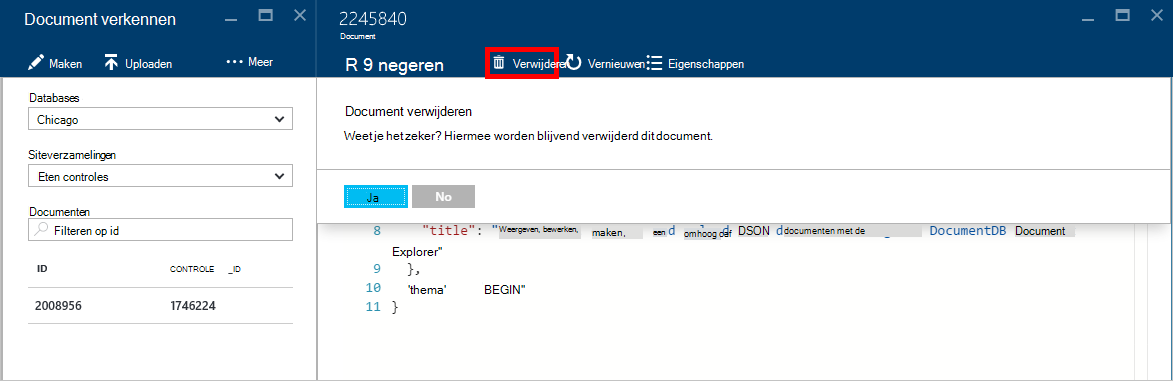 Document verkennen
Maken Uploaden ··· Meer
Databases
Chicago
Siteverzamelingen
Eten controles
Documenten
Filteren op id
ID CONTROLE _ID
2008956 1746224
2245840
Document
R 9 negeren Verwijderen Vernieuwen Eigenschappen
Document verwijderen
Weet je het zeker? Hiermee worden blijvend verwijderd dit document.
Ja No
8 "title": "Weergeven, bewerken, maken, een d omhoog d DSON d documenten met de DocumentDB Document
Explorer"
9 },
10 'thema' BEGIN"
11 }